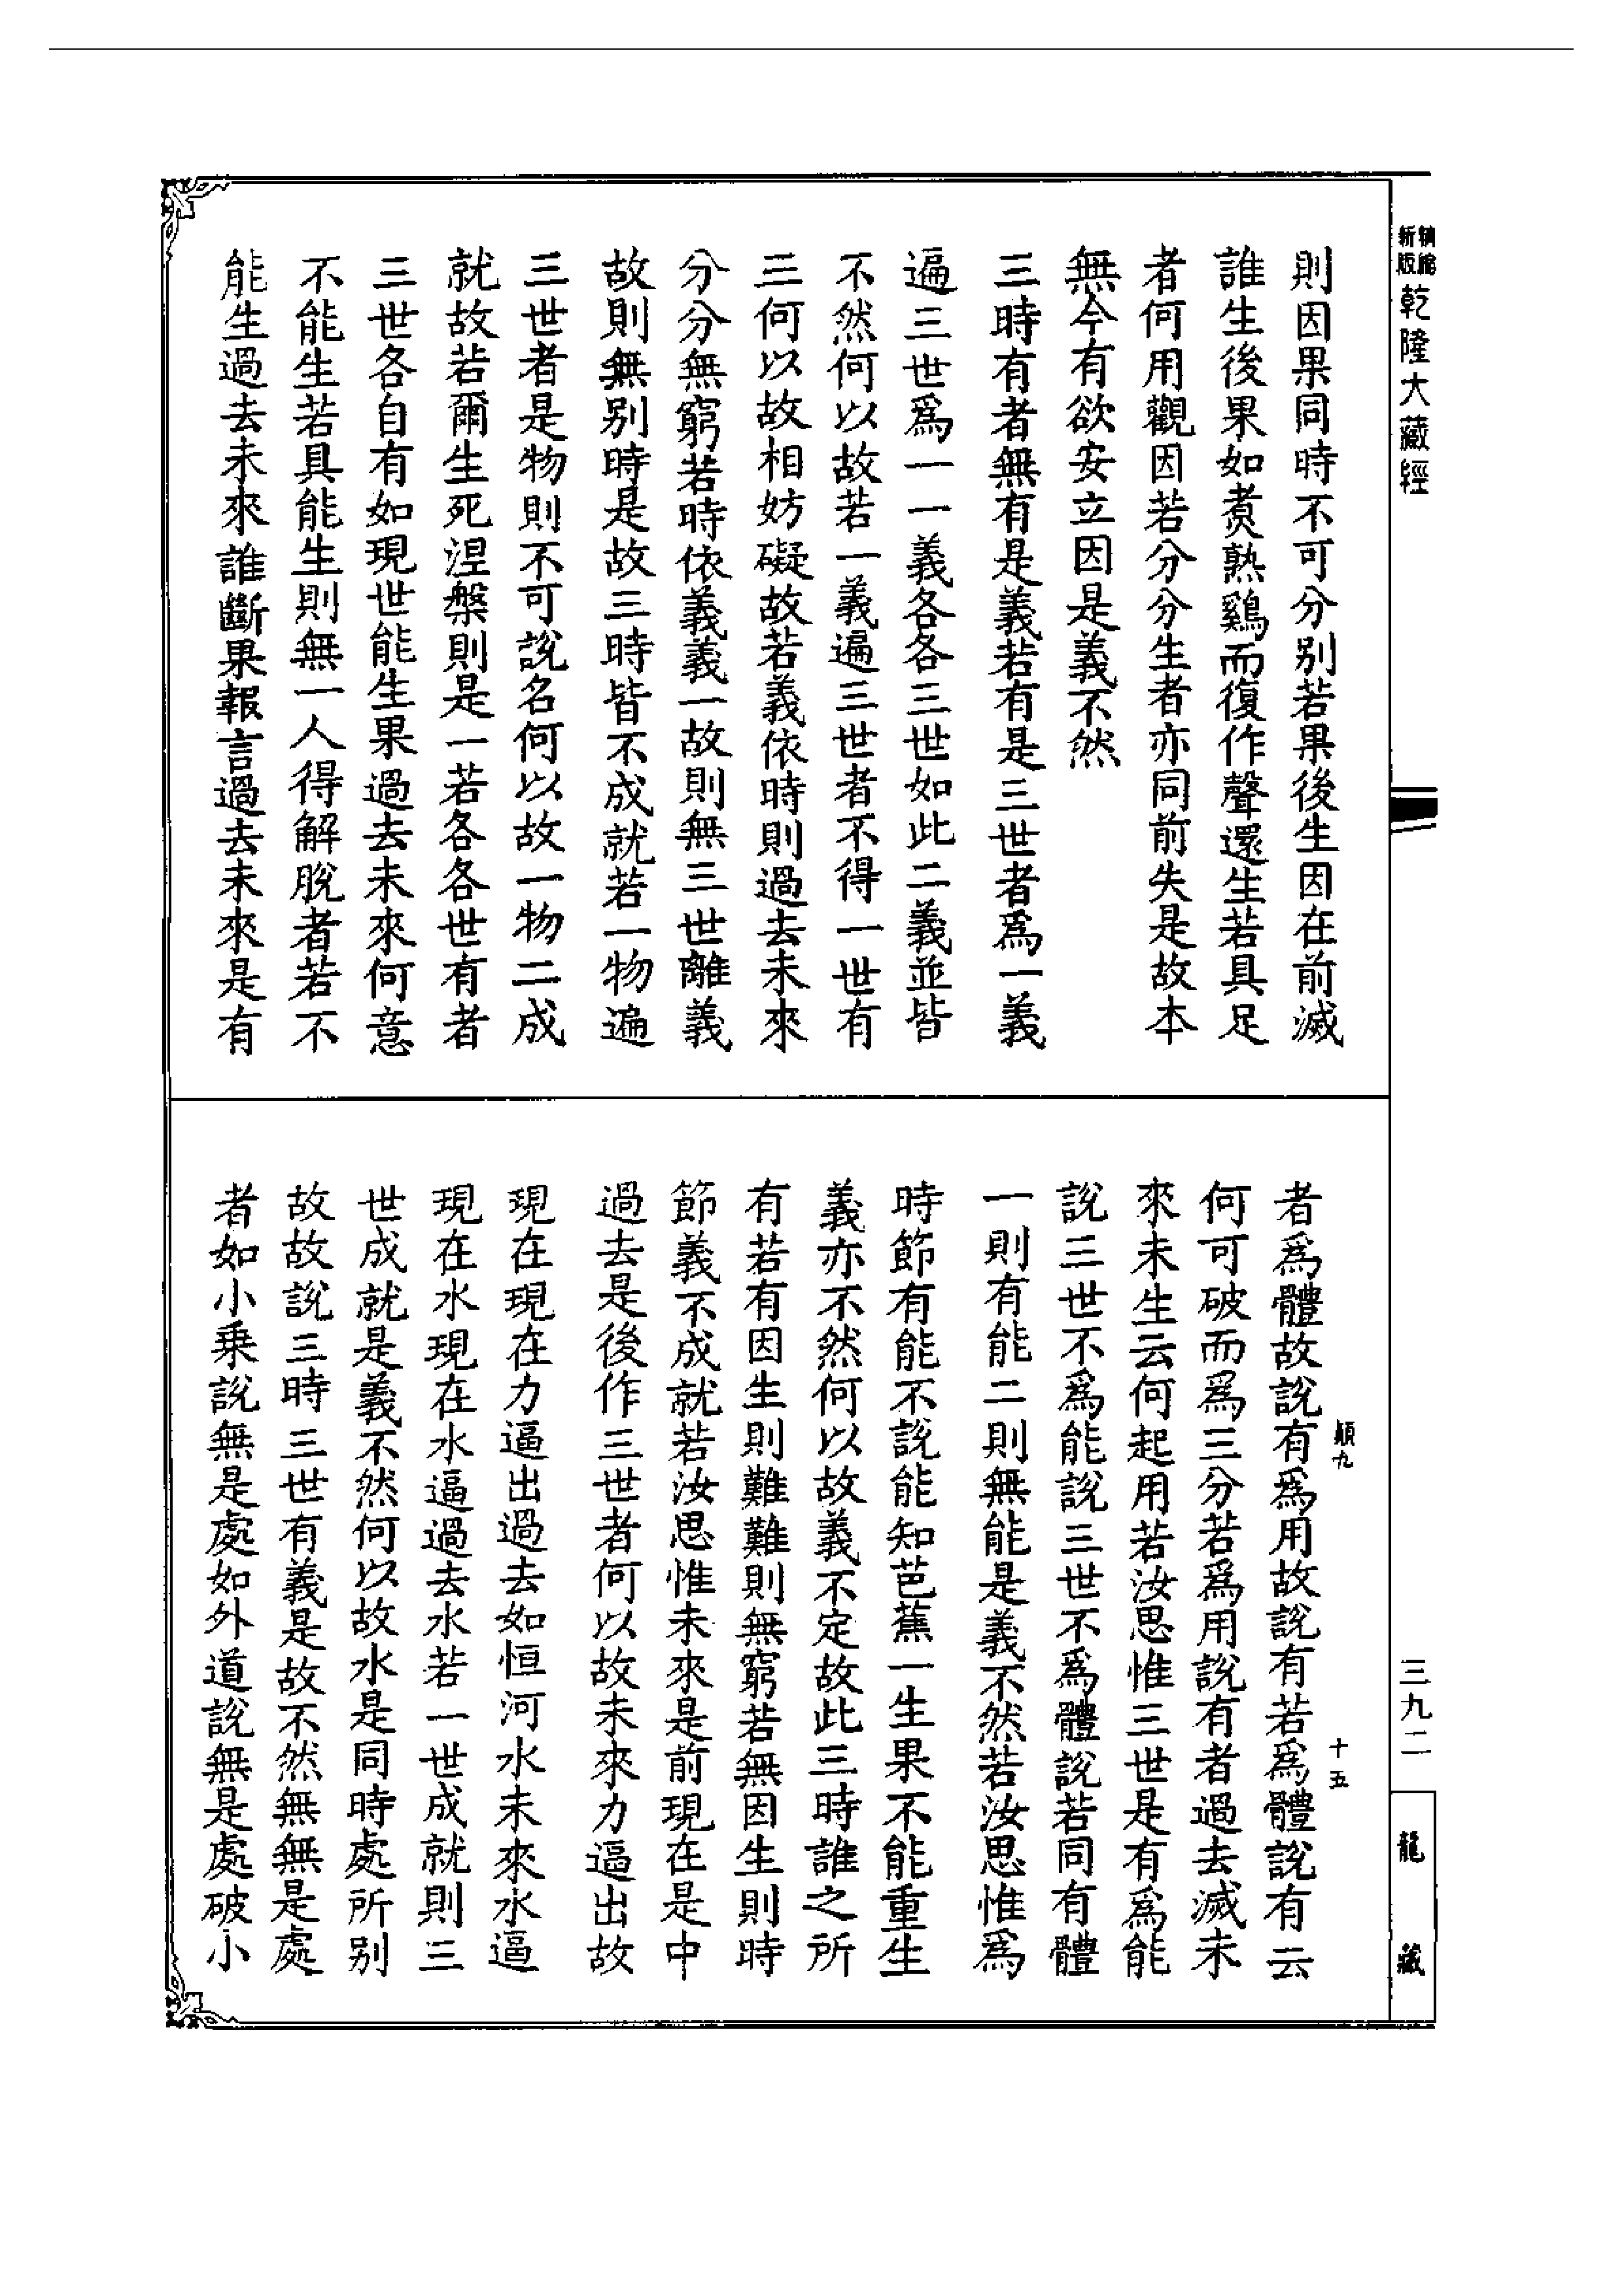 精縮新版乾隆大藏經
則因果同時不可分別若果後生因在前滅
誰生後果如煑熟鷄而復作聲還生若具足
者何用觀因若分分生者亦同前失是故本
無今有欲安立因是義不然
三時有者無有是義若有是三世者爲一義
遍三世爲一一義各各三世如此二義並皆
不然何以故若一義遍三世者不得一世有
三何以故相妨礙故若義依時則過去未來
分分無窮若時依義義一故則無三世離義
故則無別時是故三時皆不成就若一物遍
三世者是物則不可說名何以故一物二成
就故若爾生死涅槃則是一若各各世有者
三世各自有如現世能生果過去未來何意
不能生若具能生則無一人得解脫者若不
能生過去未來誰斷果報言過去未來是有
者爲體故說有爲用故說有若爲體說有云
何可破而爲三分若爲用說有者過去滅未
來未生云何起用若汝思惟三世是有爲能
說三世不爲能說三世不爲體說若同有體
一則有能二則無能是義不然若汝思惟爲
時節有能不說能知芭蕉一生果不能重生
義亦不然何以故義不定故此三時誰之所
有若有因生則難難則無窮若無因生則時
節義不成就若汝思惟未來是前現在是中
過去是後作三世者何以故未來力逼出故
現在現在力逼出過去如恒河水未來水逼
現在水現在水逼過去水若一世成就則三
世成就是義不然何以故水是同時處所別
故故說三時三世有義是故不然無無是處
者如小乗說無是處如外道說無是處破小
顛九
十五
三九二
龍藏